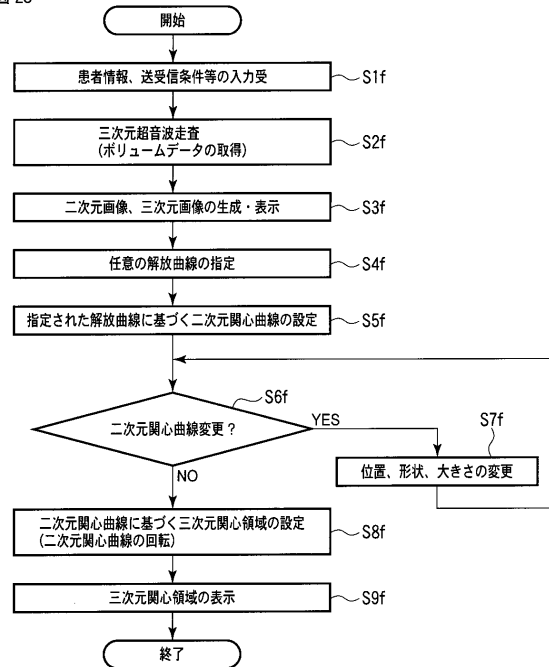 開始
患者情報、送受信条件等の入力受
S1f
三次元超音波走査
(ボリュームデータの取得)
S2f
二次元画像、三次元画像の生成・表示
S3f
任意の解放曲線の指定
S4f
指定された解放曲線に基づく二次元関心曲線の設定
S5f
S6f
二次元関心曲線変更？
YES
S7f
位置、形状、大きさの変更
NO
二次元関心曲線に基づく三次元関心領域の設定
(二次元関心曲線の回転)
S8f
三次元関心領域の表示
S9f
終了